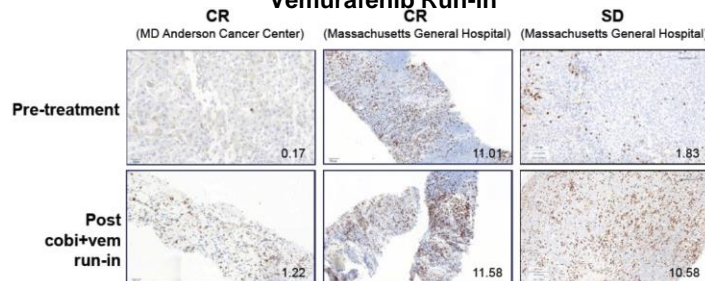 Vemurafenib Run-in
CR CR SD
(MD Anderson Cancer Center) (Massachusetts General Hospital) (Massachusetts General Hospital)
Pre-treatment
0.17 11.01 1.83
Post
cobi+vem
run-in
1.22 11.58 10.58